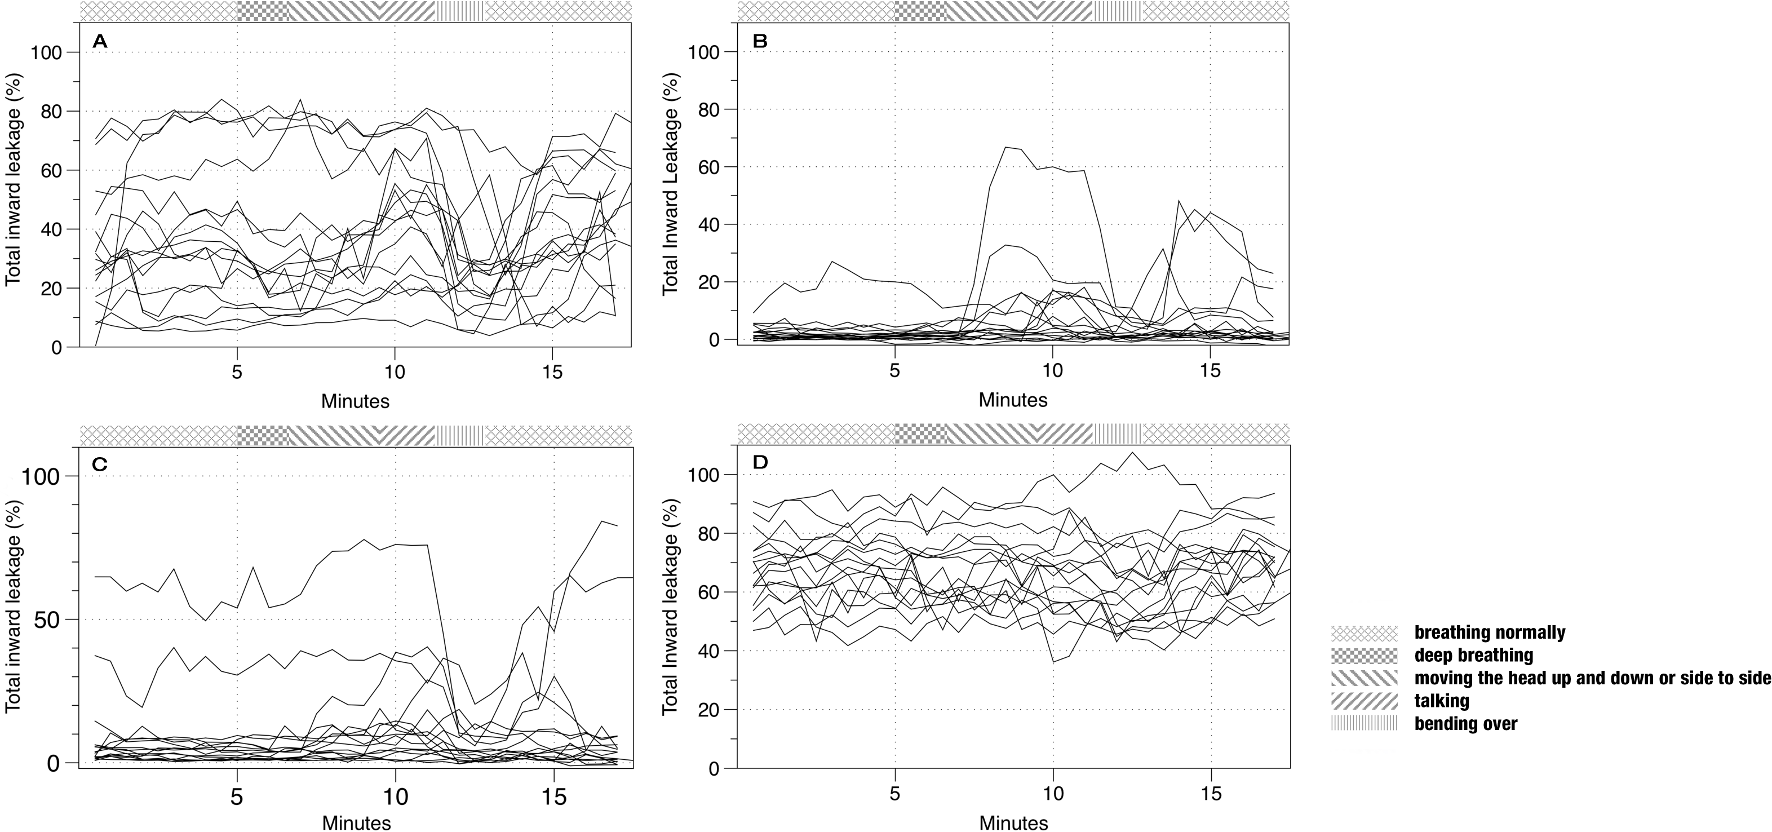 A
Total inward leakage (%)
100
80
60
40
20
0
5
10
15
Minutes
B
Total Inward Leakage (%)
100
80
60
40
20
0
5
10
15
Minutes
C
Total inward leakage (%)
100
50
0
5
10
15
Minutes
D
Total Inward leakage (%)
100
80
60
40
20
0
5
10
15
Minutes
breathing normally
deep breathing
moving the head up and down or side to side
talking
bending over